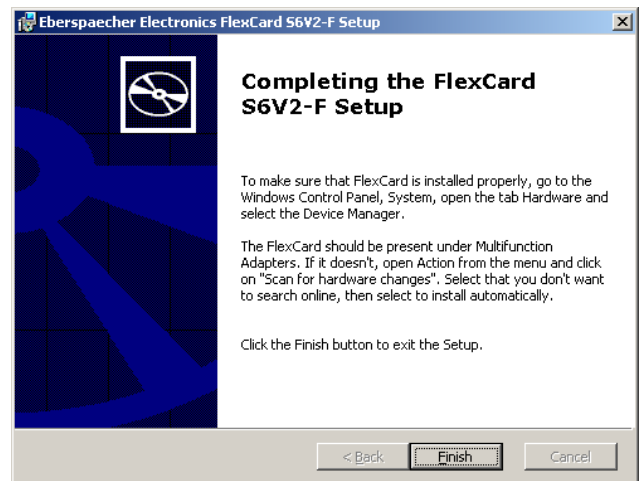 Eberspaecher Electronics FlexCard S6V2-F Setup
Completing the FlexCard
S6V2-F Setup
To make sure that FlexCard is installed properly, go to the
Windows Control Panel, System, open the tab Hardware and
select the Device Manager.
The FlexCard should be present under Multifunction
Adapters. If it doesn't, open Action from the menu and click
on "Scan for hardware changes". Select that you don't want
to search online, then select to install automatically.
Click the Finish button to exit the Setup.
< Back
Finish
Cancel